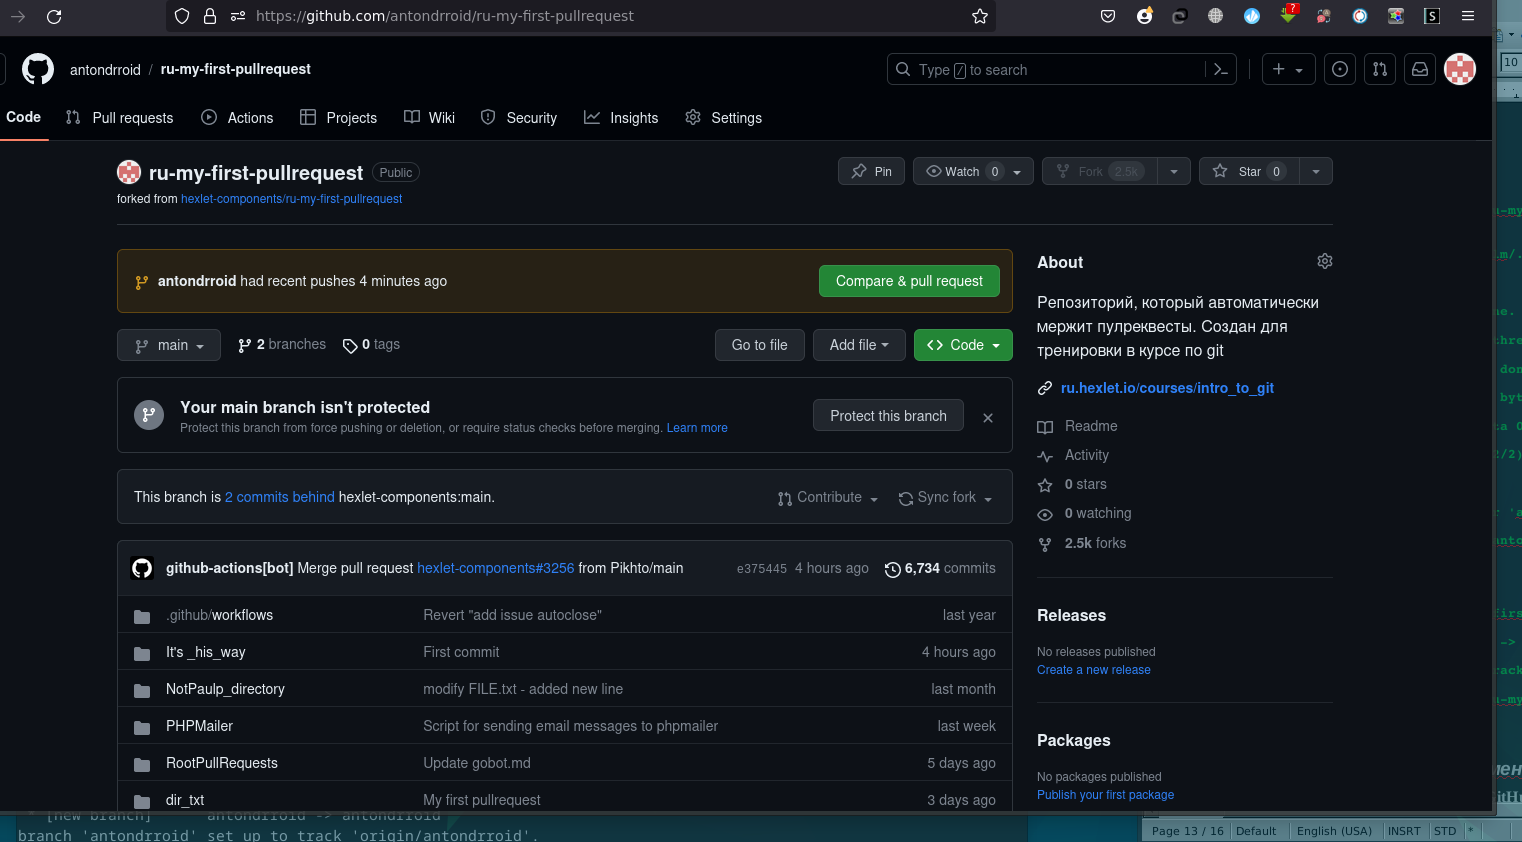 https://github.com/antondrroid/ru-my-first-pullrequest
?
S
antondrroid / ru-my-first-pullrequest
Type / to search
Code
Pull requests
Actions
Projects
Wiki
Security
Insights
Settings
ru-my-first-pullrequest Public
Pin
Watch 0
Fork 2.5k
Star 0
forked from hexlet-components/ru-my-first-pullrequest
antondrroid had recent pushes 4 minutes ago
Compare & pull request
main
2 branches
0 tags
Go to file
Add file
Code
Your main branch isn't protected
Protect this branch from force pushing or deletion, or require status checks before merging. Learn more
Protect this branch
This branch is 2 commits behind hexlet-components:main.
Contribute
Sync fork
github-actions[bot] Merge pull request hexlet-components#3256 from Pikhto/main e375445 4 hours ago 6,734 commits
.github/workflows Revert "add issue autoclose" last year
It's _his_way First commit 4 hours ago
NotPaulp_directory modify FILE.txt - added new line last month
PHPMailer Script for sending email messages to phpmailer last week
RootPullRequests Update gobot.md 5 days ago
dir_txt My first pullrequest 3 days ago
About
Репозиторий, который автоматически
мержит пулреквесты. Создан для
тренировки в курсе по git
ru.hexlet.io/courses/intro_to_git
Readme
Activity
0 stars
0 watching
2.5k forks
Releases
No releases published
Create a new release
Packages
No packages published
Publish your first package
10
* [new branch] antondrroid -> antondrroid
branch 'antondrroid' set up to track 'origin/antondrroid'.
Page 13 / 16 Default English (USA) INSRT STD *